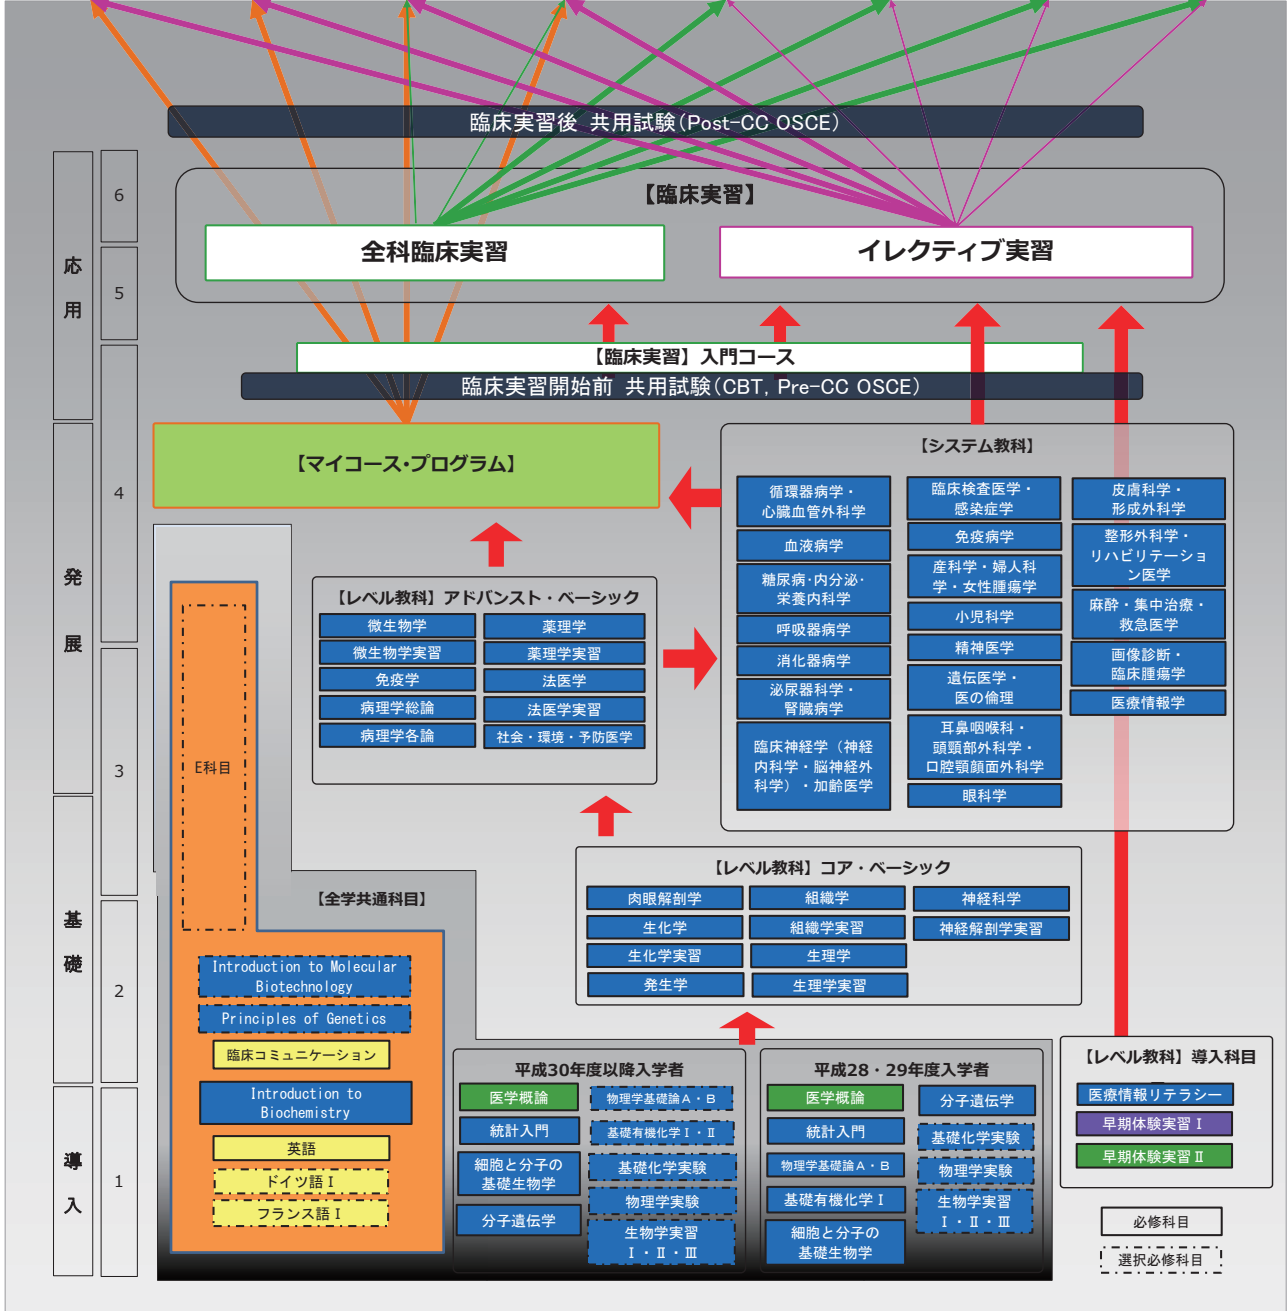 臨床実習後 共用試験(Post-CC OSCE)
【臨床実習】
全科臨床実習
イレクティブ実習
【臨床実習】入門コース
臨床実習開始前 共用試験(CBT, Pre-CC OSCE)
応
用
発
展
基
礎
導
入
6
5
4
3
2
1
【マイコース・プログラム】
【システム教科】
循環器病学・
心臓血管外科学
血液病学
糖尿病・内分泌・
栄養内科学
呼吸器病学
消化器病学
泌尿器科学・
腎臓病学
臨床神経学(神経
内科学・脳神経外
科学)・加齢医学
臨床検査医学・
感染症学
免疫病学
産科学・婦人科
学・女性腫瘍学
小児科学
精神医学
遺伝医学・
医の倫理
耳鼻咽喉科・
頭頸部外科学・
口腔顎顔面外科学
眼科学
皮膚科学・
形成外科学
整形外科学・
リハビリテーショ
ン医学
麻酔・集中治療・
救急医学
画像診断・
臨床腫瘍学
医療情報学
【レベル教科】アドバンスト・ベーシック
微生物学
微生物学実習
免疫学
病理学総論
病理学各論
薬理学
薬理学実習
法医学
法医学実習
社会・環境・予防医学
E科目
【レベル教科】コア・ベーシック
肉眼解剖学
生化学
生化学実習
発生学
組織学
組織学実習
生理学
生理学実習
神経科学
神経解剖学実習
【全学共通科目】
Introduction to Molecular
Biotechnology
Principles of Genetics
臨床コミュニケーション
Introduction to
Biochemistry
英語
ドイツ語Ⅰ
フランス語Ⅰ
平成30年度以降入学者
医学概論
統計入門
細胞と分子の
基礎生物学
分子遺伝学
物理学基礎論A・B
基礎有機化学Ⅰ・Ⅱ
基礎化学実験
物理学実験
生物学実習
Ⅰ・Ⅱ・Ⅲ
平成28・29年度入学者
医学概論
統計入門
物理学基礎論A・B
基礎有機化学Ⅰ
細胞と分子の
基礎生物学
分子遺伝学
基礎化学実験
物理学実験
生物学実習
Ⅰ・Ⅱ・Ⅲ
【レベル教科】導入科目
医療情報リテラシー
早期体験実習Ⅰ
早期体験実習Ⅱ
必修科目
選択必修科目